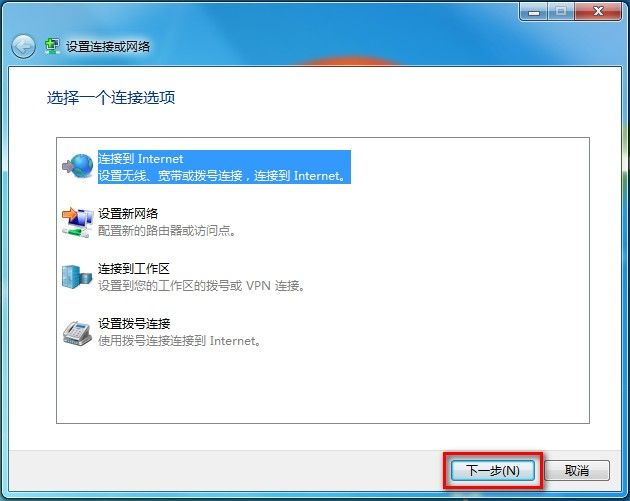 设置连接或网络
选择一个连接选项
连接到 Internet
设置无线、宽带或拨号连接，连接到 Internet。
设置新网络
配置新的路由器或访问点。
连接到工作区
设置到您的工作区的拨号或 VPN 连接。
设置拨号连接
使用拨号连接连接到 Internet。
下一步(N) 取消